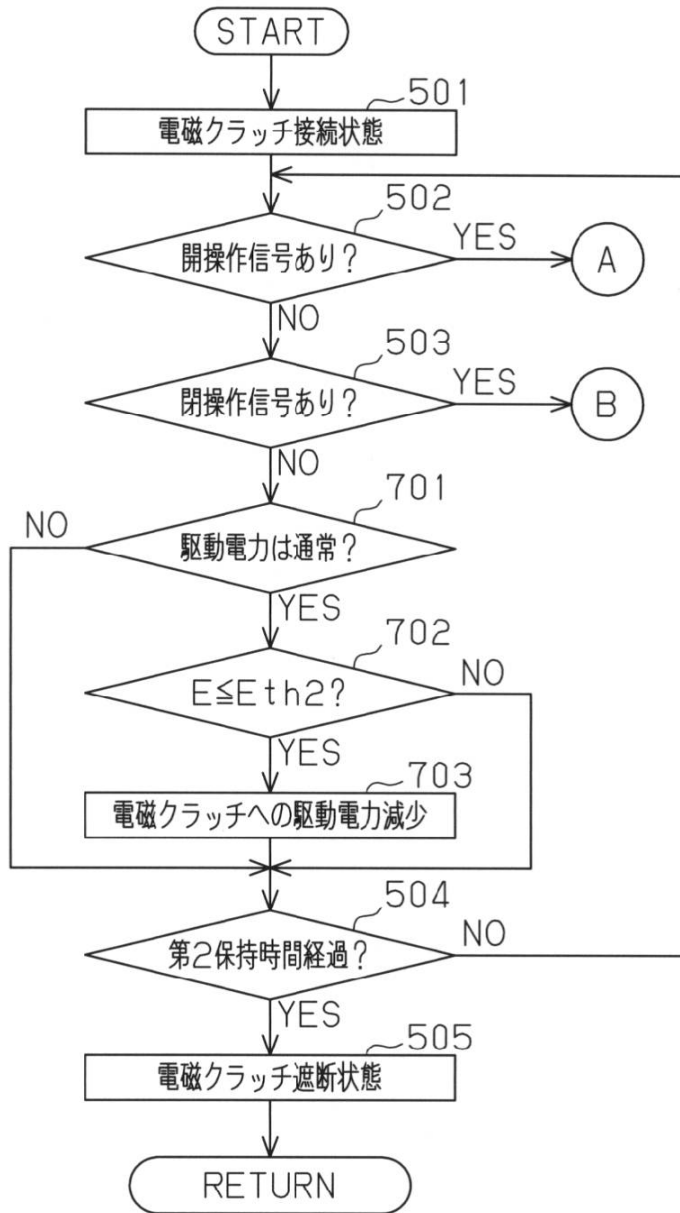 START
501
電磁クラッチ接続状態
502
開操作信号あり?
YES
A
NO
503
閉操作信号あり?
YES
B
NO
701
NO
駆動電力は通常?
YES
702
E≦Eth2?
NO
YES
703
電磁クラッチへの駆動電力減少
504
第2保持時間経過?
NO
YES
505
電磁クラッチ遮断状態
RETURN